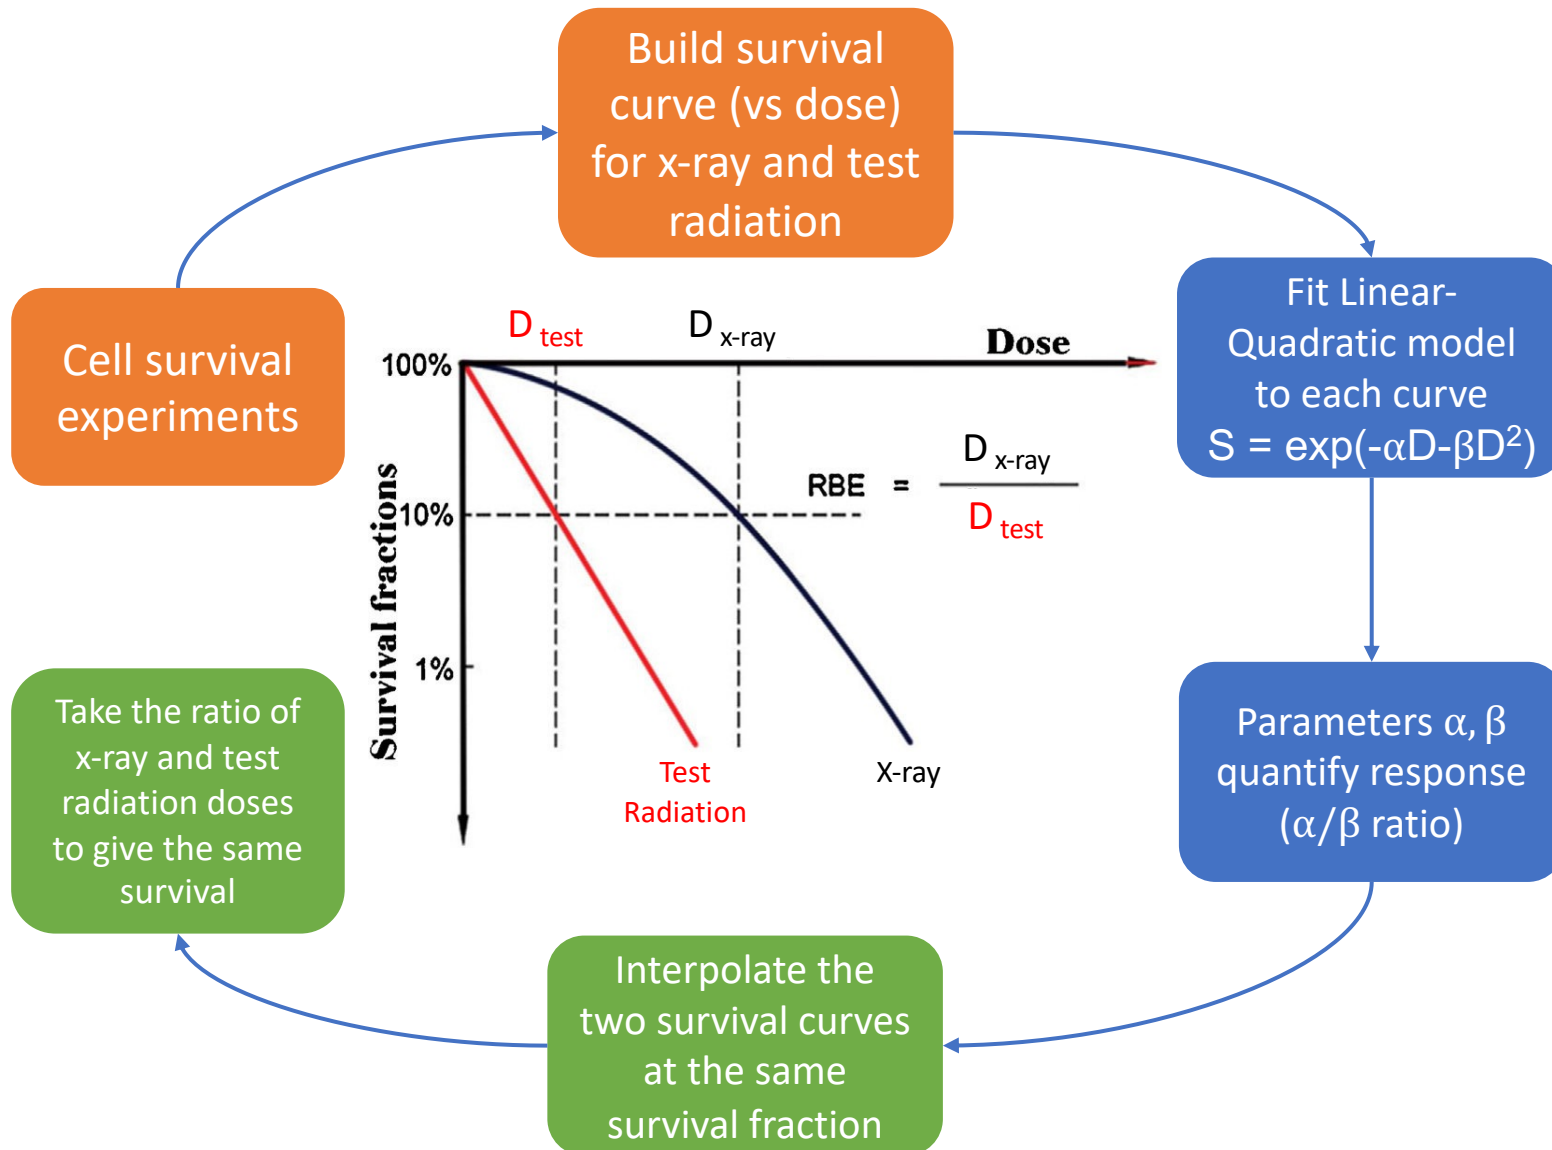 Build survival
curve (vs dose)
for x-ray and test
radiation
Cell survival
experiments
Fit Linear-
Quadratic model
to each curve
S = exp(-αD-βD²)
D test
D x-ray
Dose
100%
10%
1%
Survival fractions
RBE = D x-ray
D test
Test
Radiation
X-ray
Parameters α, β
quantify response
(α/β ratio)
Take the ratio of
x-ray and test
radiation doses
to give the same
survival
Interpolate the
two survival curves
at the same
survival fraction